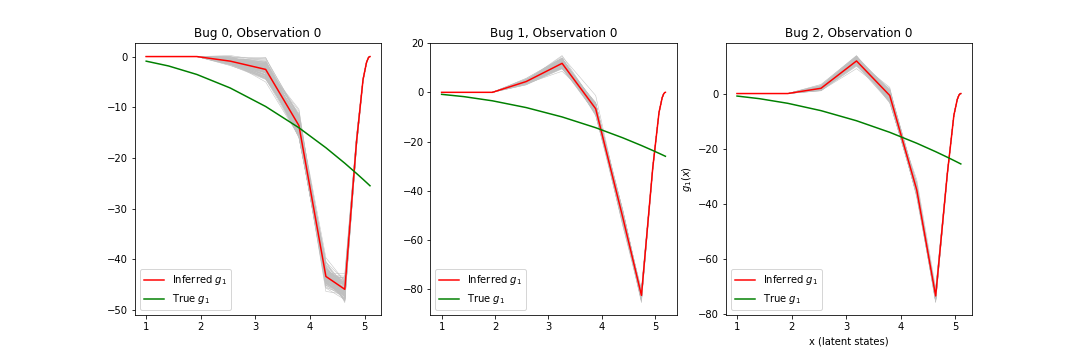 Bug 0, Observation 0
0
−10
−20
−30
−40
−50
1 2 3 4 5
Inferred g₁
True g₁
Bug 1, Observation 0
20
0
−20
−40
−60
−80
1 2 3 4 5
Inferred g₁
True g₁
Bug 2, Observation 0
g₁(x)
0
−20
−40
−60
−80
1 2 3 4 5
x (latent states)
Inferred g₁
True g₁